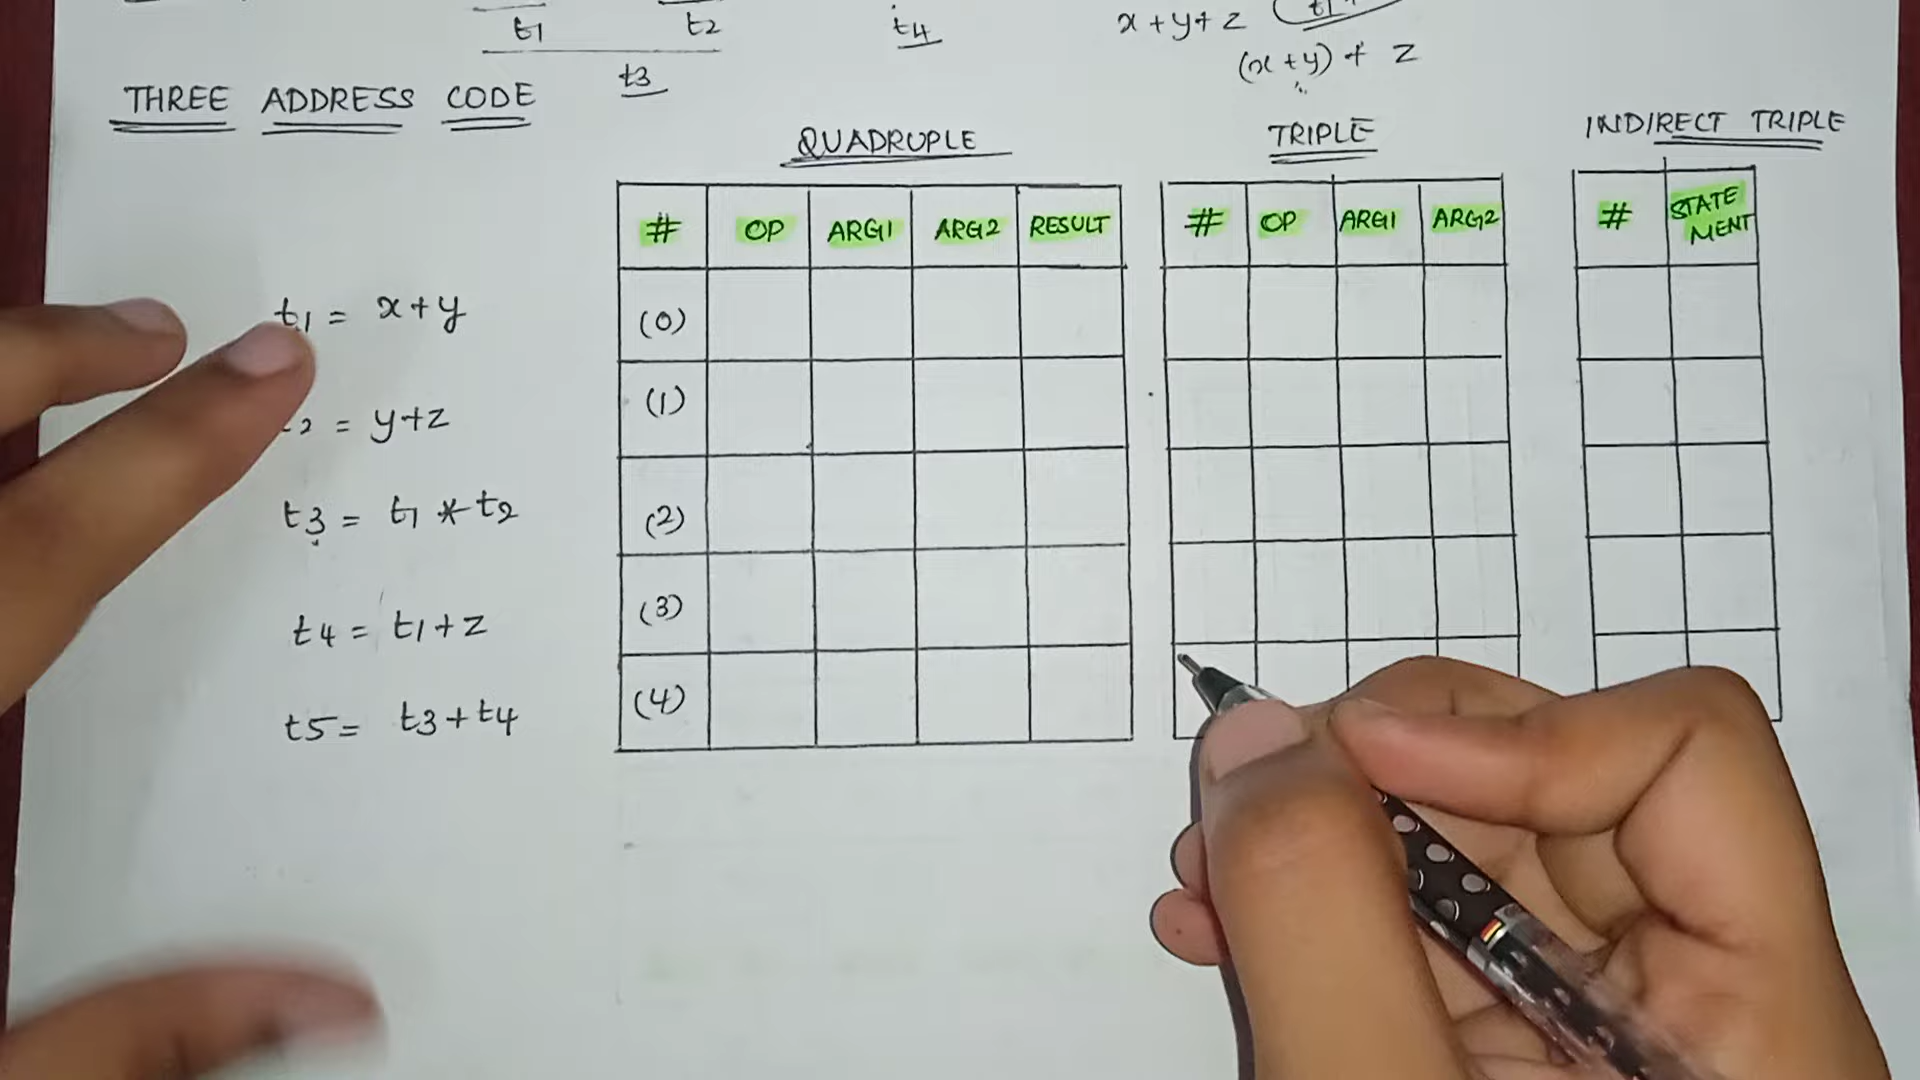 t1 t2 t4 x+y+z
t3 (x+y)+ z
THREE ADDRESS CODE
QUADRUPLE
TRIPLE
INDIRECT TRIPLE
# OP ARG1 ARG2 RESULT
(0)
(1)
(2)
(3)
(4)
# OP ARG1 ARG2
# STATE
MENT
t1 = x+y
2 = y+z
t3 = t1 * t2
t4 = t1+z
t5= t3+t4